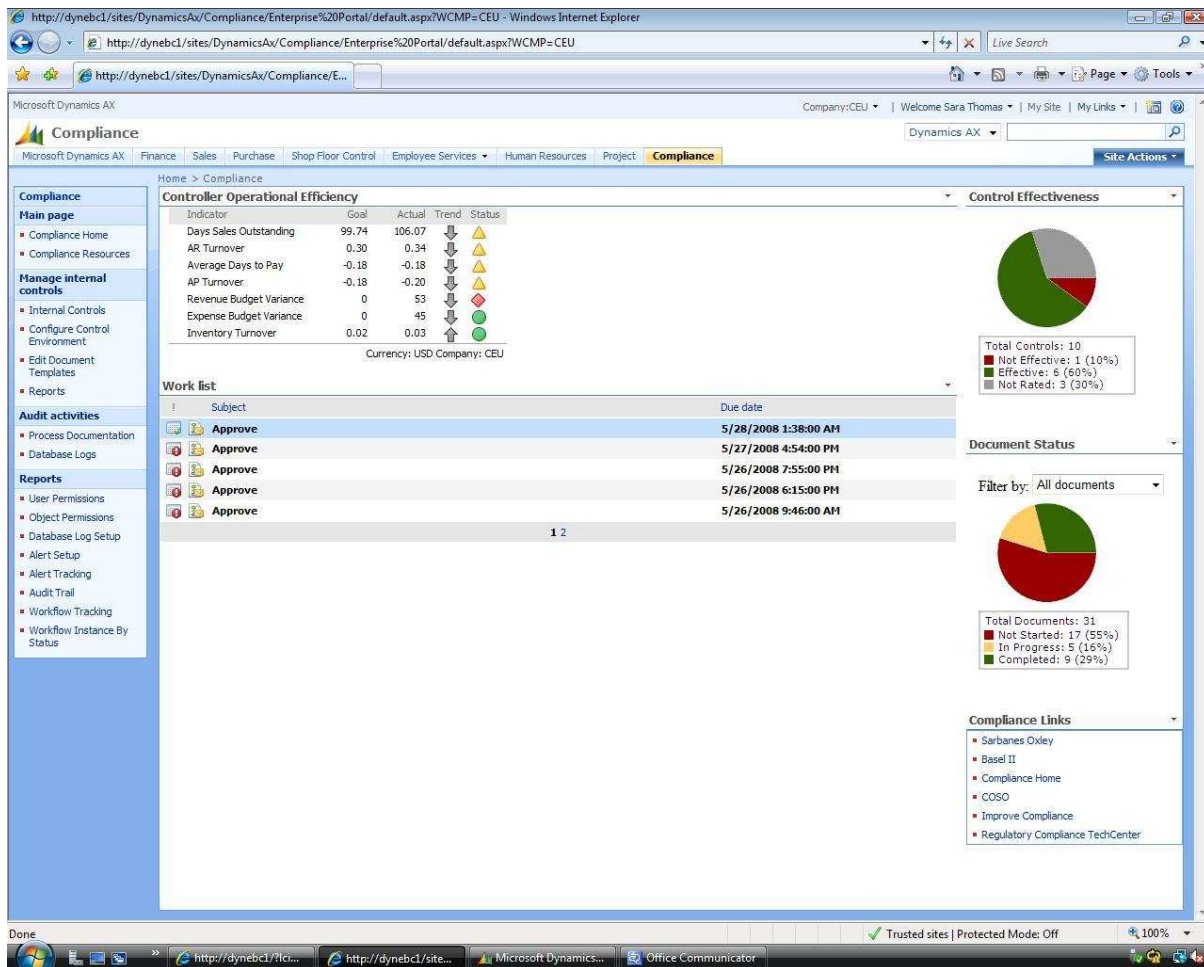 http://dynebc1/sites/DynamicsAx/Compliance/Enterprise%20Portal/default.aspx?WCMP=CEU - Windows Internet Explorer
http://dynebc1/sites/DynamicsAx/Compliance/Enterprise%20Portal/default.aspx?WCMP=CEU
Live Search
http://dynebc1/sites/DynamicsAx/Compliance/E...
Page Tools
Microsoft Dynamics AX
Company:CEU | Welcome Sara Thomas | My Site | My Links |
Compliance
Dynamics AX
Microsoft Dynamics AX Finance Sales Purchase Shop Floor Control Employee Services Human Resources Project Compliance
Site Actions
Home > Compliance
Compliance
Main page
Compliance Home
Compliance Resources
Manage internal
controls
Internal Controls
Configure Control
Environment
Edit Document
Templates
Reports
Audit activities
Process Documentation
Database Logs
Reports
User Permissions
Object Permissions
Database Log Setup
Alert Setup
Alert Tracking
Audit Trail
Workflow Tracking
Workflow Instance By
Status
Controller Operational Efficiency
Indicator Goal Actual Trend Status
Days Sales Outstanding 99.74 106.07
AR Turnover 0.30 0.34
Average Days to Pay -0.18 -0.18
AP Turnover -0.18 -0.20
Revenue Budget Variance 0 53
Expense Budget Variance 0 45
Inventory Turnover 0.02 0.03
Currency: USD Company: CEU
Work list
! Subject Due date
Approve 5/28/2008 1:38:00 AM
Approve 5/27/2008 4:54:00 PM
Approve 5/26/2008 7:55:00 PM
Approve 5/26/2008 6:15:00 PM
Approve 5/26/2008 9:46:00 AM
1 2
Control Effectiveness
Total Controls: 10
Not Effective: 1 (10%)
Effective: 6 (60%)
Not Rated: 3 (30%)
Document Status
Filter by: All documents
Total Documents: 31
Not Started: 17 (55%)
In Progress: 5 (16%)
Completed: 9 (29%)
Compliance Links
Sarbanes Oxley
Basel II
Compliance Home
COSO
Improve Compliance
Regulatory Compliance TechCenter
Done
Trusted sites | Protected Mode: Off
100%
http://dynebc1/?lci...
http://dynebc1/site...
Microsoft Dynamics...
Office Communicator